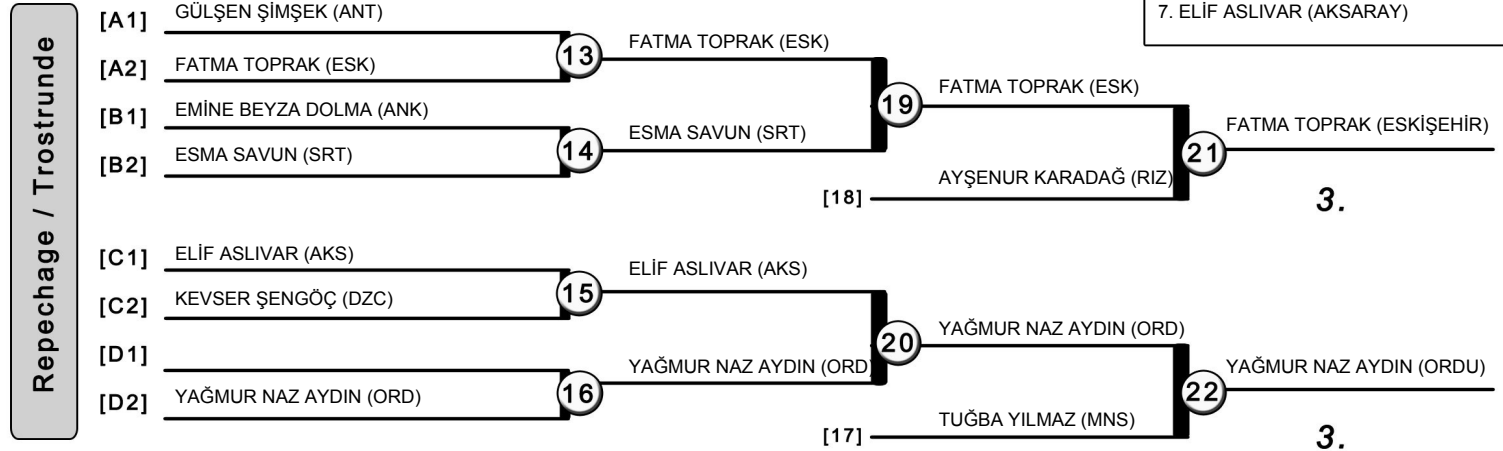 7. ELİF ASLIVAR (AKSARAY)
Repechage / Trostrunde
[A1] GÜLŞEN ŞİMŞEK (ANT)
13 FATMA TOPRAK (ESK)
[A2] FATMA TOPRAK (ESK)
19 FATMA TOPRAK (ESK)
[B1] EMİNE BEYZA DOLMA (ANK)
14 ESMA SAVUN (SRT)
[B2] ESMA SAVUN (SRT)
21 FATMA TOPRAK (ESKİŞEHİR)
[18] AYŞENUR KARADAĞ (RIZ)
3.
[C1] ELİF ASLIVAR (AKS)
15 ELİF ASLIVAR (AKS)
[C2] KEVSER ŞENGÖÇ (DZC)
20 YAĞMUR NAZ AYDIN (ORD)
[D1]
16 YAĞMUR NAZ AYDIN (ORD)
[D2] YAĞMUR NAZ AYDIN (ORD)
22 YAĞMUR NAZ AYDIN (ORDU)
[17] TUĞBA YILMAZ (MNS)
3.